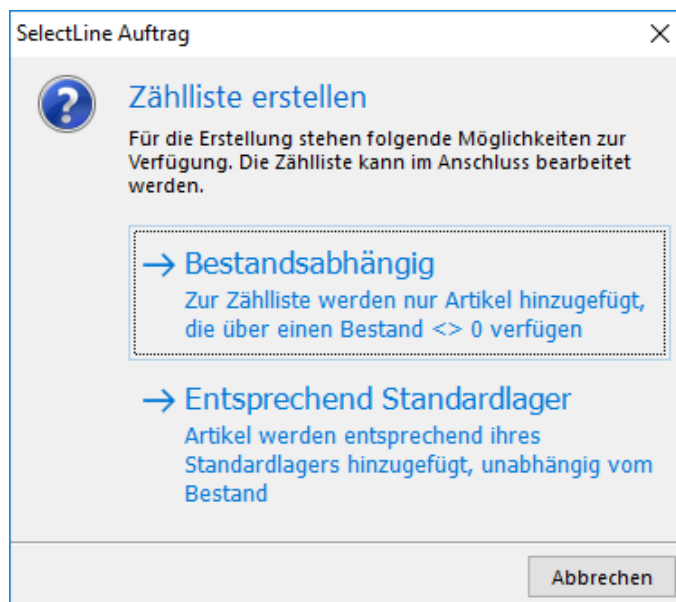 SelectLine Auftrag
Zählliste erstellen
Für die Erstellung stehen folgende Möglichkeiten zur
Verfügung. Die Zählliste kann im Anschluss bearbeitet
werden.
→ Bestandsabhängig
Zur Zählliste werden nur Artikel hinzugefügt,
die über einen Bestand <> 0 verfügen
→ Entsprechend Standardlager
Artikel werden entsprechend ihres
Standardlagers hinzugefügt, unabhängig vom
Bestand
Abbrechen